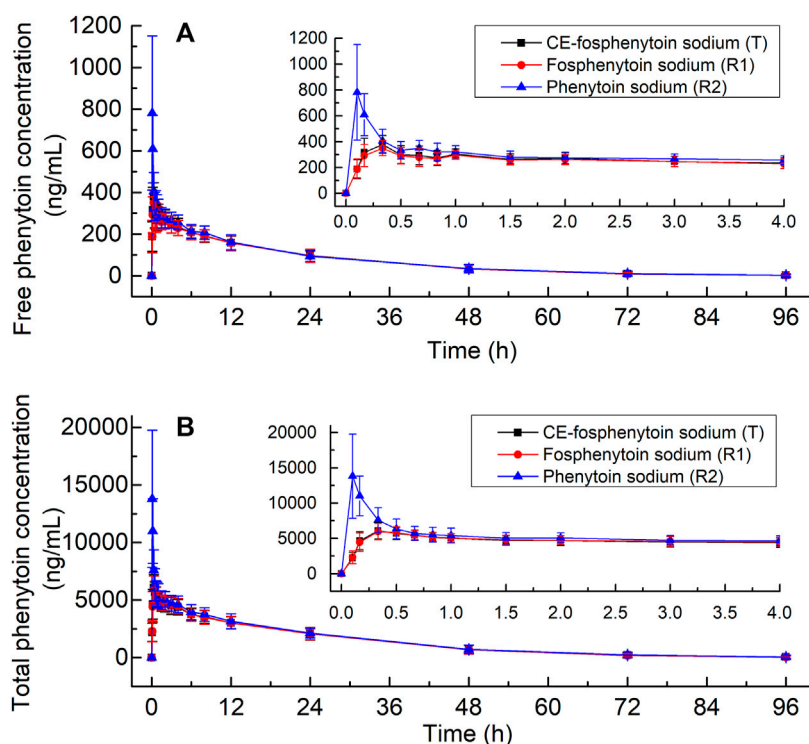 A
Free phenytoin concentration
(ng/mL)
1200
1000
800
600
400
200
0
1200
1000
800
600
400
200
0
CE-fosphenytoin sodium (T)
Fosphenytoin sodium (R1)
Phenytoin sodium (R2)
0.0 0.5 1.0 1.5 2.0 2.5 3.0 3.5 4.0
0 12 24 36 48 60 72 84 96
Time (h)
B
Total phenytoin concentration
(ng/mL)
20000
15000
10000
5000
0
20000
15000
10000
5000
0
CE-fosphenytoin sodium (T)
Fosphenytoin sodium (R1)
Phenytoin sodium (R2)
0.0 0.5 1.0 1.5 2.0 2.5 3.0 3.5 4.0
0 12 24 36 48 60 72 84 96
Time (h)